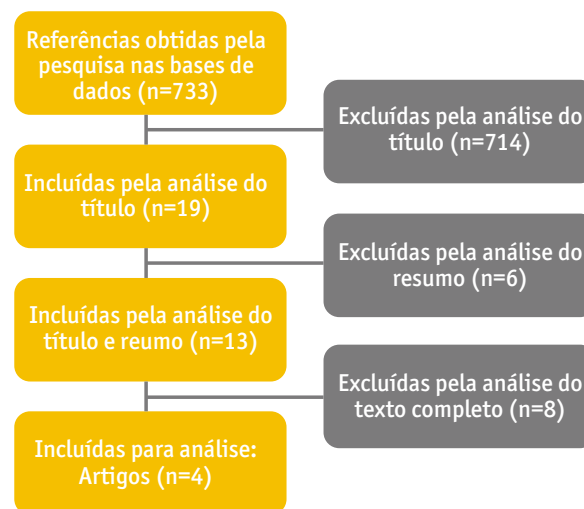 Referências obtidas pela
pesquisa nas bases de
dados (n=733)
Excluídas pela análise do
título (n=714)
Incluídas pela análise do
título (n=19)
Excluídas pela análise do
resumo (n=6)
Incluídas pela análise do
título e reumo (n=13)
Excluídas pela análise do
texto completo (n=8)
Incluídas para análise:
Artigos (n=4)